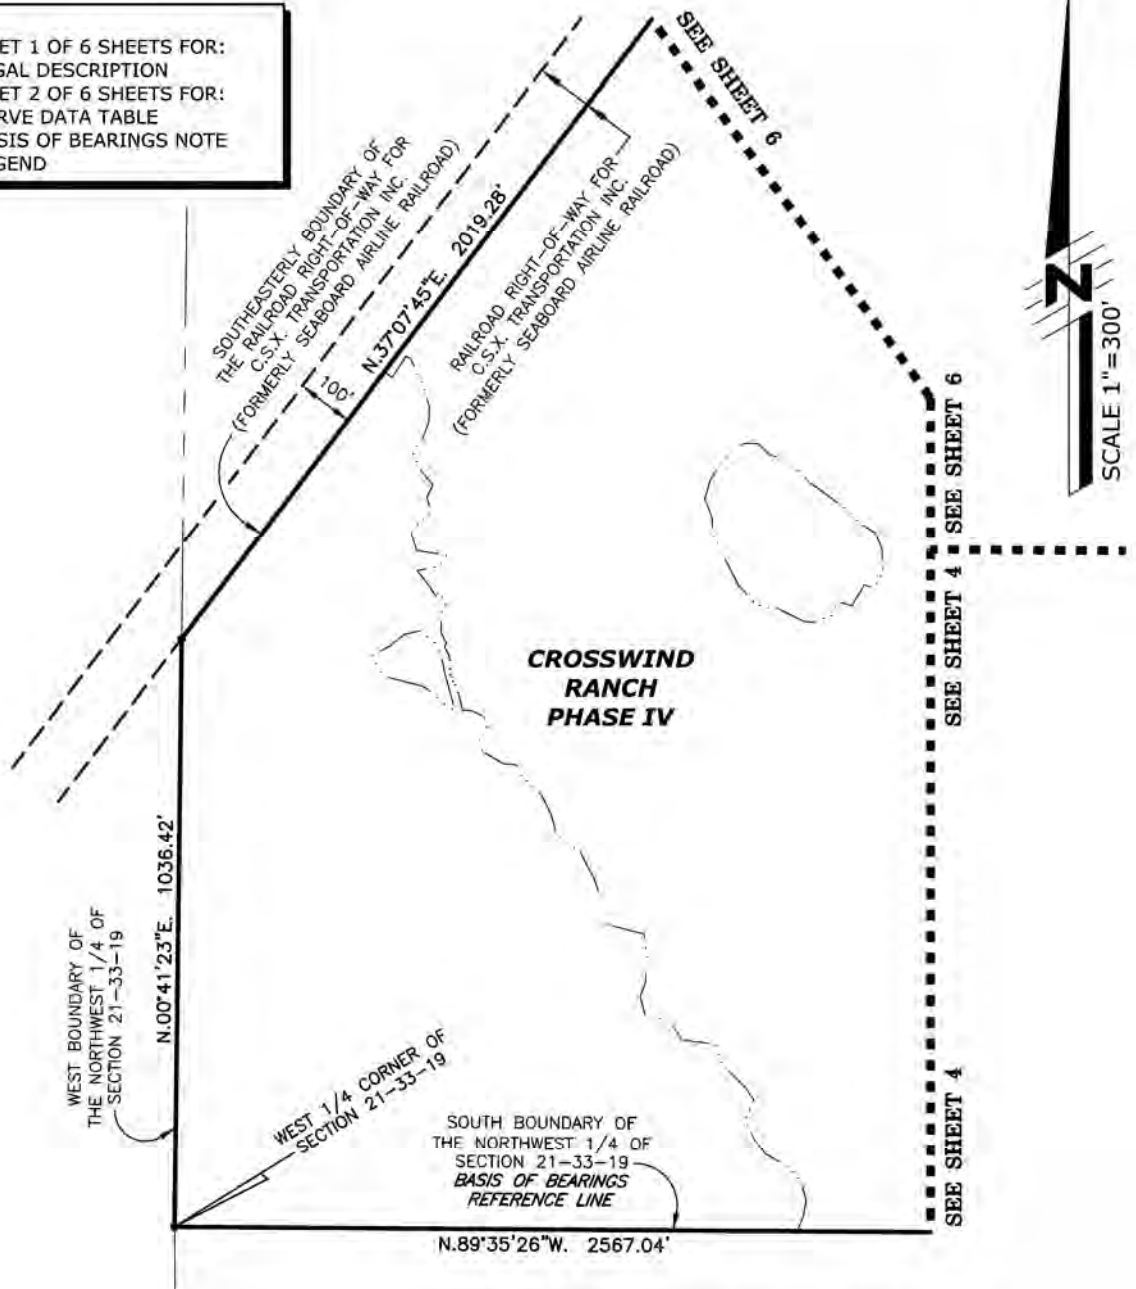 ET 1 OF 6 SHEETS FOR:
GAL DESCRIPTION
ET 2 OF 6 SHEETS FOR:
RVE DATA TABLE
SIS OF BEARINGS NOTE
GEND
SEE SHEET 6
SOUTHEASTERLY BOUNDARY OF
THE RAILROAD RIGHT-OF-WAY FOR
C.S.X. TRANSPORTATION INC.
(FORMERLY SEABOARD AIRLINE RAILROAD)
N.37°07'45"E. 2019.28'
100'
RAILROAD RIGHT-OF-WAY FOR
C.S.X. TRANSPORTATION INC.
(FORMERLY SEABOARD AIRLINE RAILROAD)
N
SCALE 1"=300'
SEE SHEET 6
SEE SHEET 4
CROSSWIND
RANCH
PHASE IV
N.00°41'23"E. 1036.42'
WEST BOUNDARY OF
THE NORTHWEST 1/4 OF
SECTION 21-33-19
WEST 1/4 CORNER OF
SECTION 21-33-19
SOUTH BOUNDARY OF
THE NORTHWEST 1/4 OF
SECTION 21-33-19
BASIS OF BEARINGS
REFERENCE LINE
SEE SHEET 4
N.89°35'26"W. 2567.04'